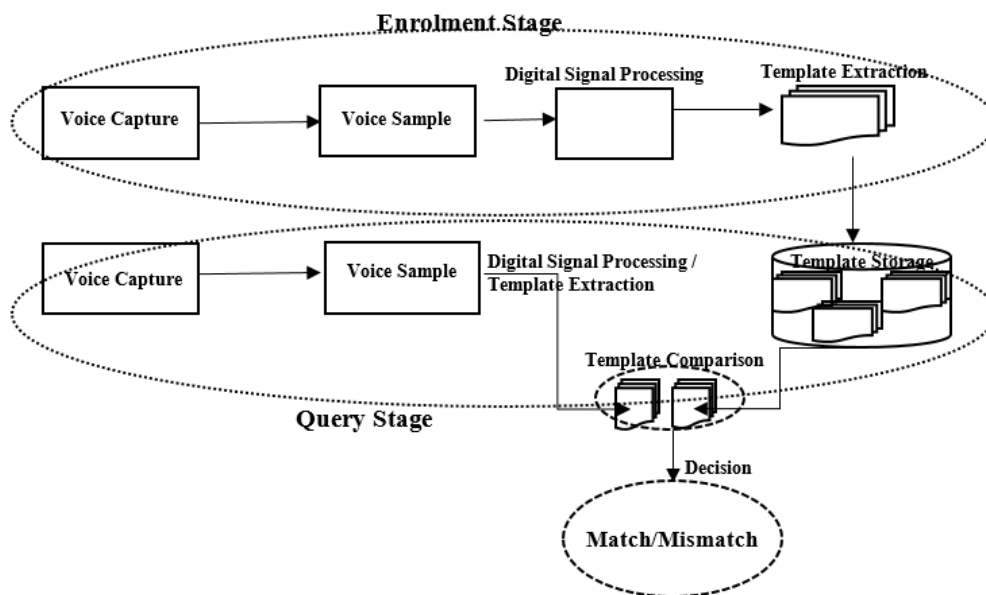 Enrolment Stage
Digital Signal Processing
Template Extraction
Voice Capture
Voice Sample
Voice Capture
Voice Sample
Digital Signal Processing /
Template Extraction
Template Storage
Template Comparison
Query Stage
Decision
Match/Mismatch